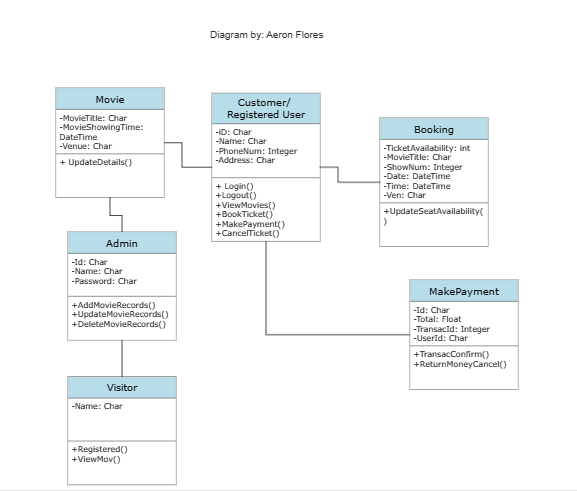 Diagram by: Aeron Flores
Movie
-MovieTitle: Char
-MovieShowingTime:
DateTime
-Venue: Char
+ UpdateDetails()
Customer/
Registered User
-iD: Char
-Name: Char
-PhoneNum: Integer
-Address: Char
+ Login()
+Logout()
+ViewMovies()
+BookTicket()
+MakePayment()
+CancelTicket()
Booking
-TicketAvailability: int
-MovieTitle: Char
-ShowNum: Integer
-Date: DateTime
-Time: DateTime
-Ven: Char
+UpdateSeatAvailability(
)
Admin
-Id: Char
-Name: Char
-Password: Char
+AddMovieRecords()
+UpdateMovieRecords()
+DeleteMovieRecords()
MakePayment
-Id: Char
-Total: Float
-TransacId: Integer
-UserId: Char
+TransacConfirm()
+ReturnMoneyCancel()
Visitor
-Name: Char
+Registered()
+ViewMov()